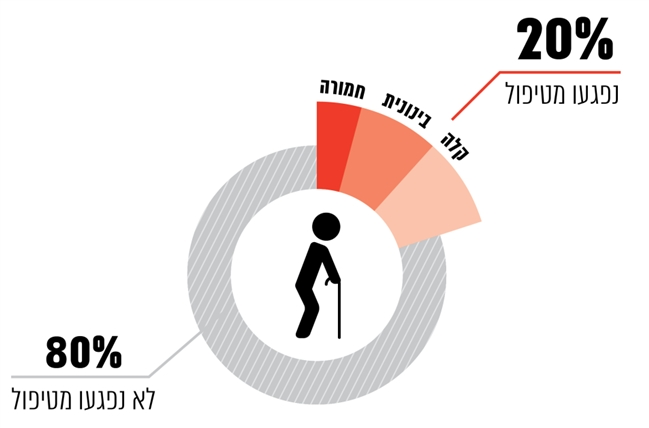 20%
נפגעו מטיפול
חמורה
בינונית
קלה
80%
לא נפגעו מטיפול